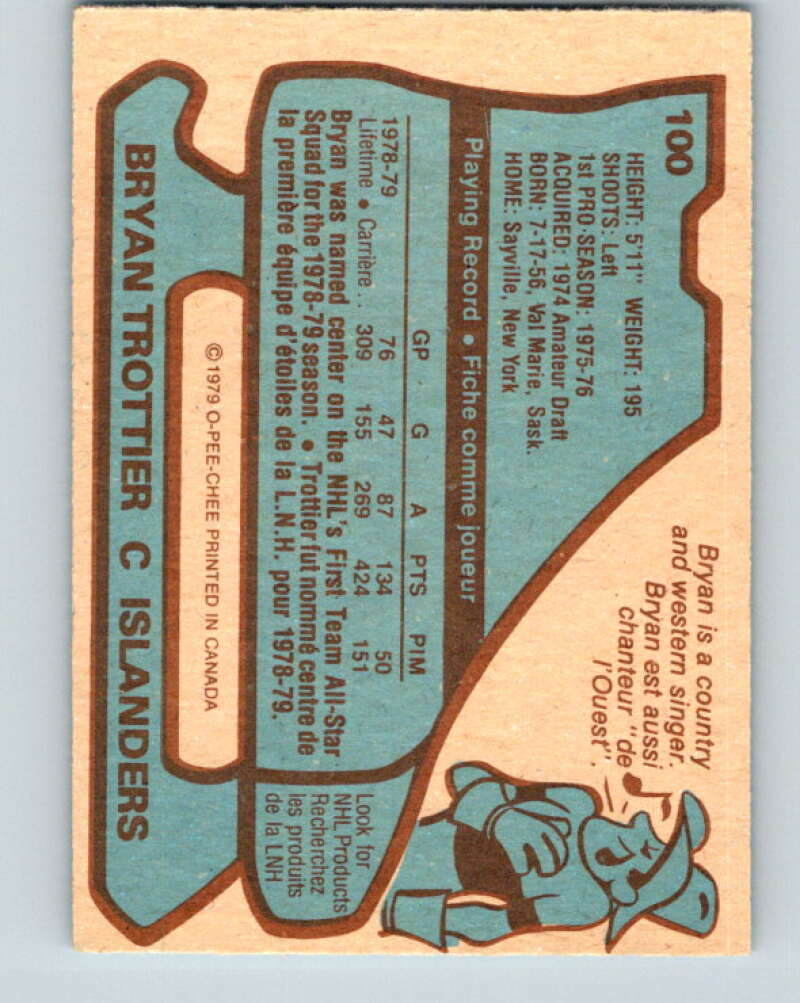 100
HEIGHT: 5'11" WEIGHT: 195
SHOOTS: Left
1st PRO SEASON: 1975-76
ACQUIRED: 1974 Amateur Draft
BORN: 7-17-56, Val Marie, Sask.
HOME: Sayville, New York
Bryan is a country
and western singer.
Bryan est aussi
chanteur "de
l'Ouest".
Playing Record • Fiche comme joueur
GP G A PTS PIM
1978-79 76 47 87 134 50
Lifetime • Carrière .. 309 155 269 424 151
Bryan was named center on the NHL's First Team All-Star
Squad for the 1978-79 season. • Trottier fut nommé centre de
la première équipe d'étoiles de la L.N.H. pour 1978-79.
Look for
NHL Products
Recherchez
les produits
de la LNH
© 1979 O-PEE-CHEE PRINTED IN CANADA
BRYAN TROTTIER C ISLANDERS